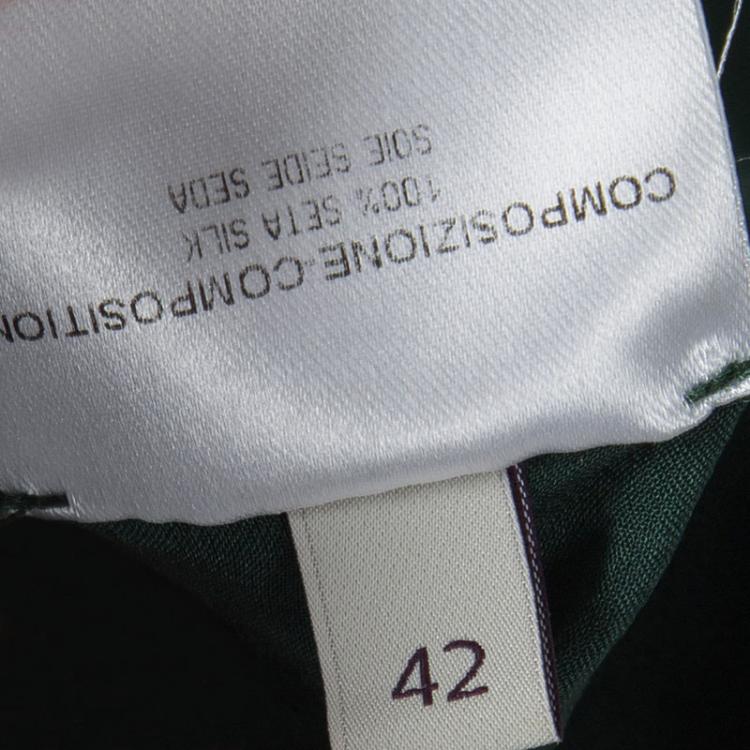 COMPOSIZIONE-COMPOSITION
100% SETA SILK
SOIE SEIDE SEDA
42